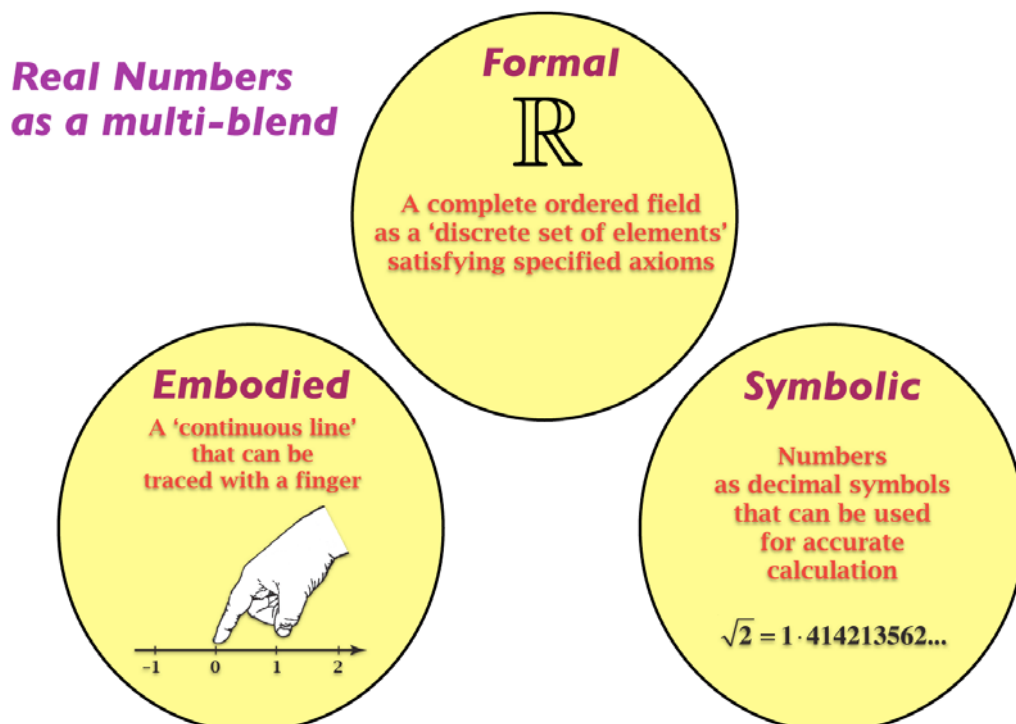 Real Numbers
as a multi-blend
Formal
ℝ
A complete ordered field
as a ‘discrete set of elements’
satisfying specified axioms
Embodied
A ‘continuous line’
that can be
traced with a finger
–1 0 1 2
Symbolic
Numbers
as decimal symbols
that can be used
for accurate
calculation
√2 = 1·414213562...